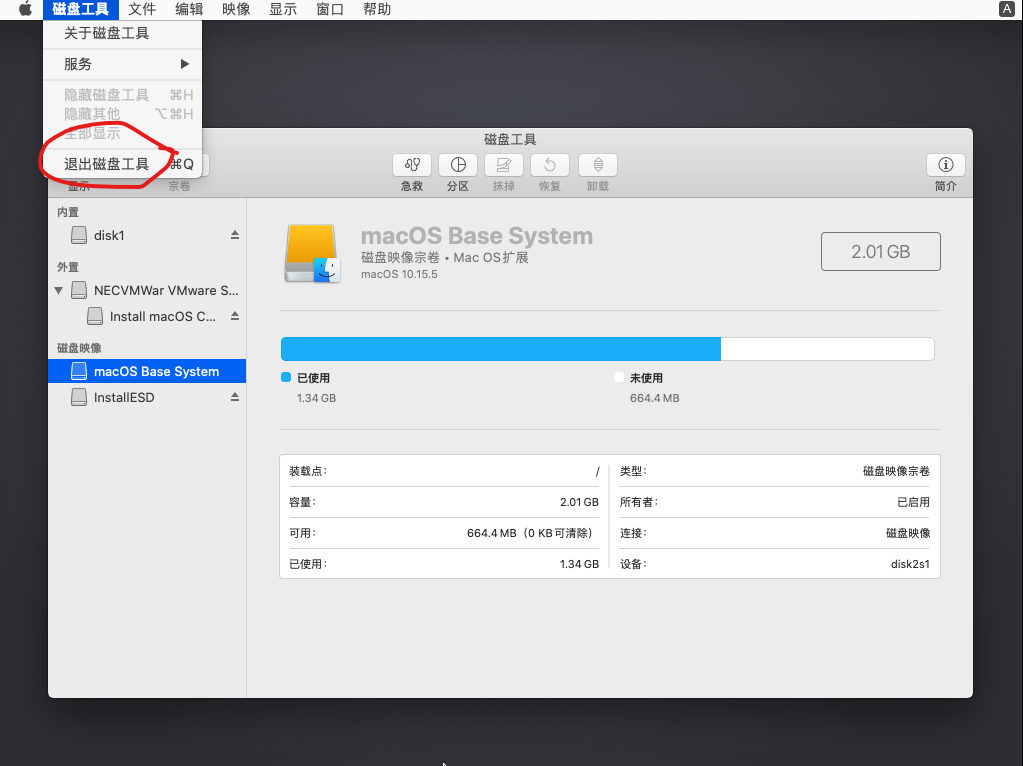 磁盘工具 文件 编辑 映像 显示 窗口 帮助 A
关于磁盘工具
服务
隐藏磁盘工具 ⌘H
隐藏其他 ⌥⌘H
全部显示
退出磁盘工具 ⌘Q
磁盘工具
显示 宗卷 急救 分区 抹掉 恢复 卸载 简介
内置
disk1
外置
NECVMWar VMware S...
Install macOS C...
磁盘映像
macOS Base System
InstallESD
macOS Base System
磁盘映像宗卷 • Mac OS 扩展
macOS 10.15.5
2.01 GB
已使用
1.34 GB
未使用
664.4 MB
装载点: /
容量: 2.01 GB
可用: 664.4 MB（0 KB 可清除）
已使用: 1.34 GB
类型: 磁盘映像宗卷
所有者: 已启用
连接: 磁盘映像
设备: disk2s1